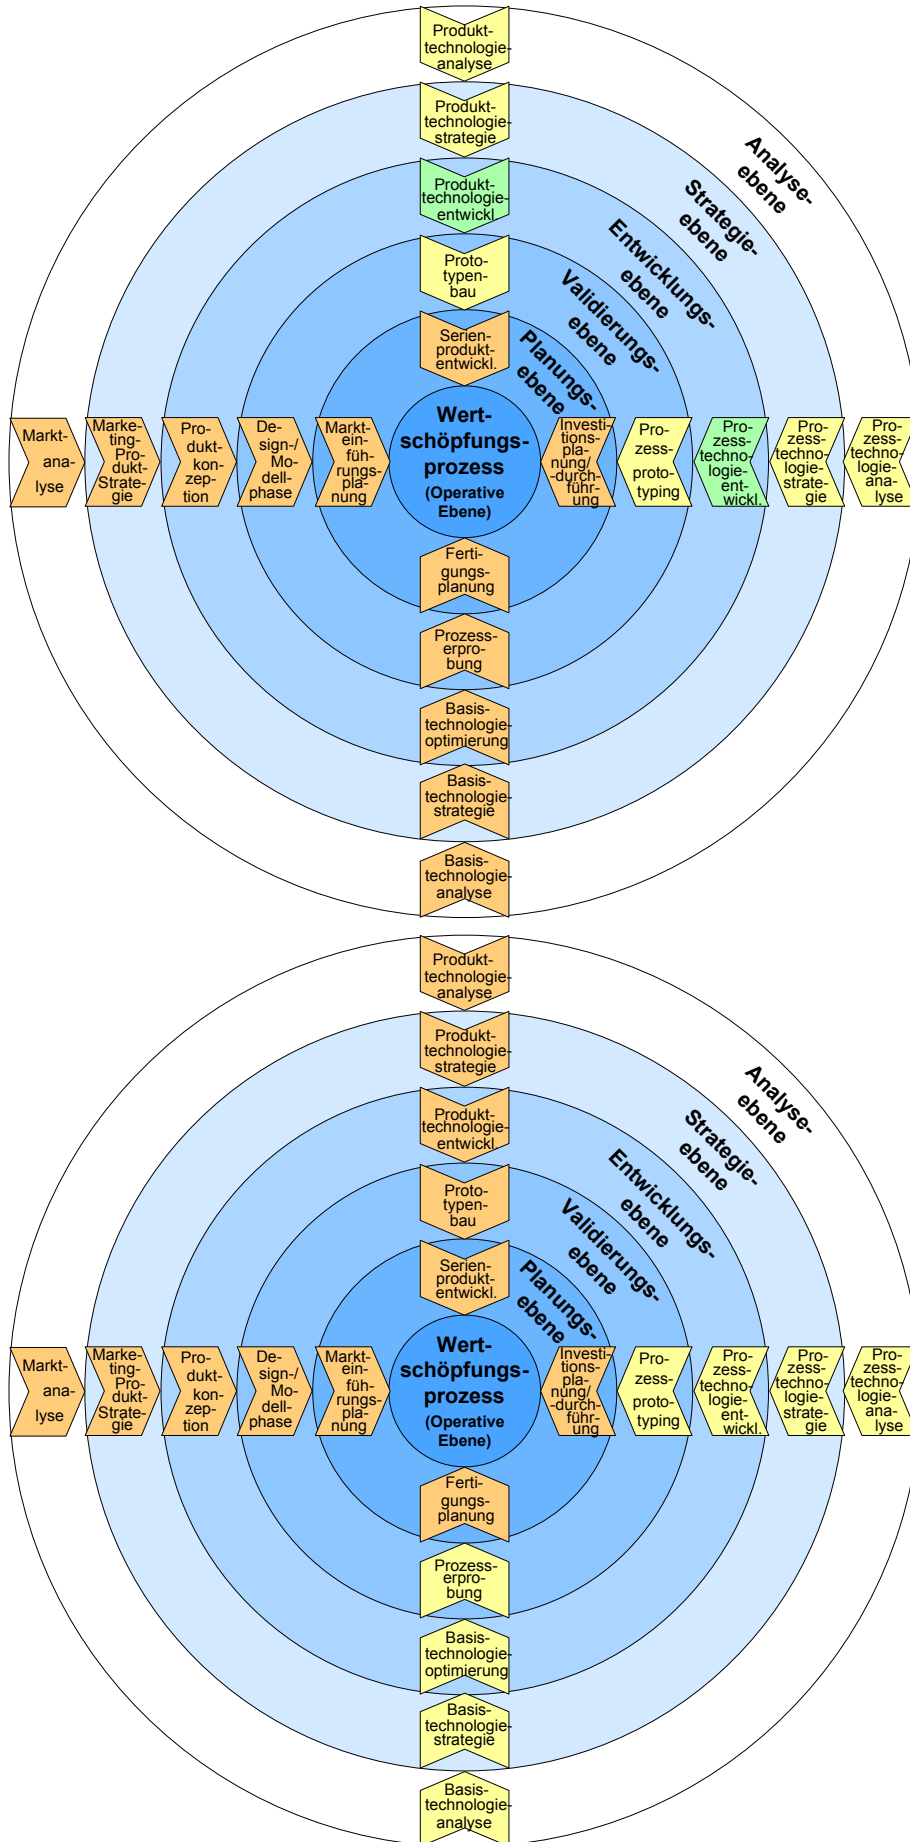 Produkt-
technologie-
analyse
Produkt-
technologie-
strategie
Produkt-
technologie-
entwickl.
Proto-
typen-
bau
Serien-
produkt-
entwickl.
Analyse-
ebene
Strategie-
ebene
Entwicklungs-
ebene
Validierungs-
ebene
Planungs-
ebene
Markt-
ana-
lyse
Marke-
ting-
Pro-
dukt-
Strate-
gie
Pro-
dukt-
kon-
zep-
tion
De-
sign-/
Mo-
dell-
phase
Markt-
ein-
füh-
rungs-
pla-
nung
Wert-
schöpfungs-
prozess
(Operative
Ebene)
Investi-
tions-
pla-
nung/
-durch-
füh-
rung
Pro-
zess-
proto-
typing
Pro-
zess-
techno-
logie-
ent-
wickl.
Pro-
zess-
techno-
logie-
strate-
gie
Pro-
zess-
techno-
logie-
ana-
lyse
Ferti-
gungs-
planung
Prozess-
erpro-
bung
Basis-
technologie-
optimierung
Basis-
technologie-
strategie
Basis-
technologie-
analyse
Produkt-
technologie-
analyse
Produkt-
technologie-
strategie
Produkt-
technologie-
entwickl.
Proto-
typen-
bau
Serien-
produkt-
entwickl.
Analyse-
ebene
Strategie-
ebene
Entwicklungs-
ebene
Validierungs-
ebene
Planungs-
ebene
Markt-
ana-
lyse
Marke-
ting-
Pro-
dukt-
Strate-
gie
Pro-
dukt-
kon-
zep-
tion
De-
sign-/
Mo-
dell-
phase
Markt-
ein-
füh-
rungs-
pla-
nung
Wert-
schöpfungs-
prozess
(Operative
Ebene)
Investi-
tions-
pla-
nung/
-durch-
füh-
rung
Pro-
zess-
proto-
typing
Pro-
zess-
techno-
logie-
ent-
wickl.
Pro-
zess-
techno-
logie-
strate-
gie
Pro-
zess-
techno-
logie-
ana-
lyse
Ferti-
gungs-
planung
Prozess-
erpro-
bung
Basis-
technologie-
optimierung
Basis-
technologie-
strategie
Basis-
technologie-
analyse